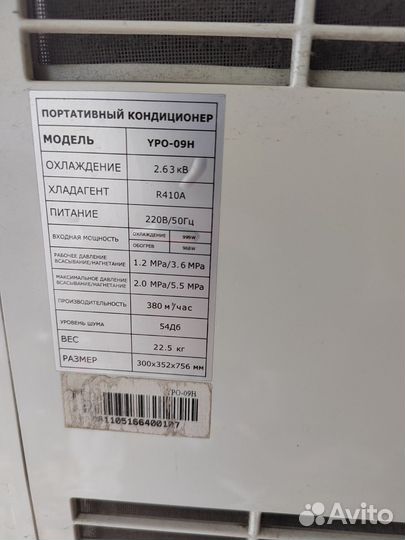 ПОРТАТИВНЫЙ КОНДИЦИОНЕР
МОДЕЛЬ YPO-09H
ОХЛАЖДЕНИЕ 2.63 кВ
ХЛАДАГЕНТ R410A
ПИТАНИЕ 220В/50Гц
ВХОДНАЯ МОЩНОСТЬ ОХЛАЖДЕНИЕ 999W
ОБОГРЕВ 968W
РАБОЧЕЕ ДАВЛЕНИЕ
ВСАСЫВАНИЕ/НАГНЕТАНИЕ 1.2 MPa/3.6 MPa
МАКСИМАЛЬНОЕ ДАВЛЕНИЕ
ВСАСЫВАНИЕ/НАГНЕТАНИЕ 2.0 MPa/5.5 MPa
ПРОИЗВОДИТЕЛЬНОСТЬ 380 м³/час
УРОВЕНЬ ШУМА 54Дб
ВЕС 22.5 кг
РАЗМЕР 300x352x756 мм
YPO-09H
Avito